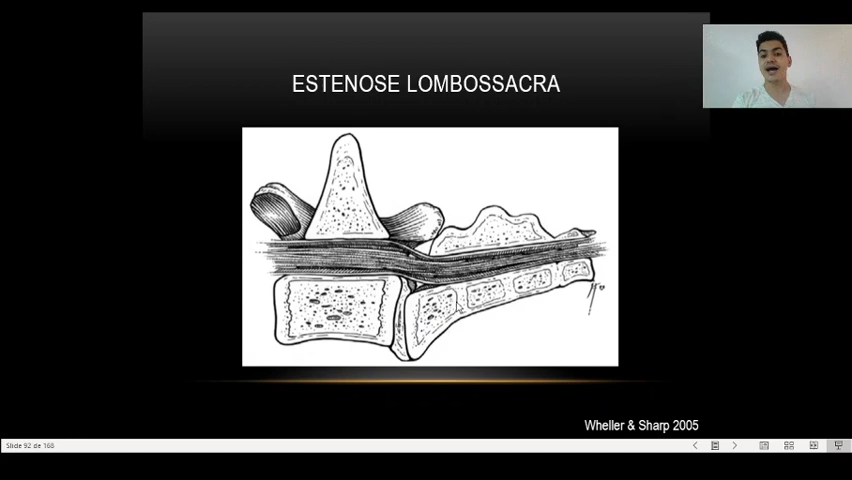 ESTENOSE LOMBOSSACRA
Wheller & Sharp 2005
Slide 92 de 168